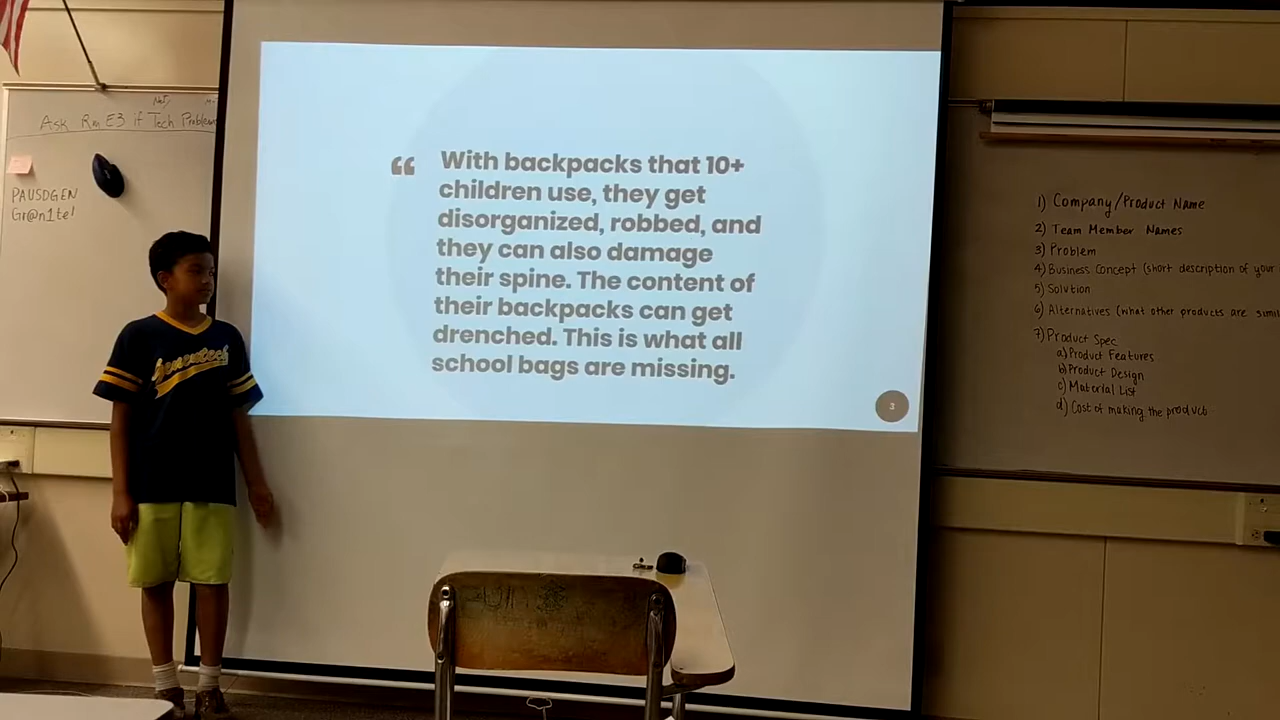 Ask Rm E3 if Tech Problems
PAUSDGEN
Gr@n1te!
Genentech
“
With backpacks that 10+
children use, they get
disorganized, robbed, and
they can also damage
their spine. The content of
their backpacks can get
drenched. This is what all
school bags are missing.
3
1) Company/Product Name
2) Team Member Names
3) Problem
4) Business Concept (short description of your
5) Solution
6) Alternatives (what other products are simil
7) Product Spec
a) Product Features
b) Product Design
c) Material List
d) Cost of making the product